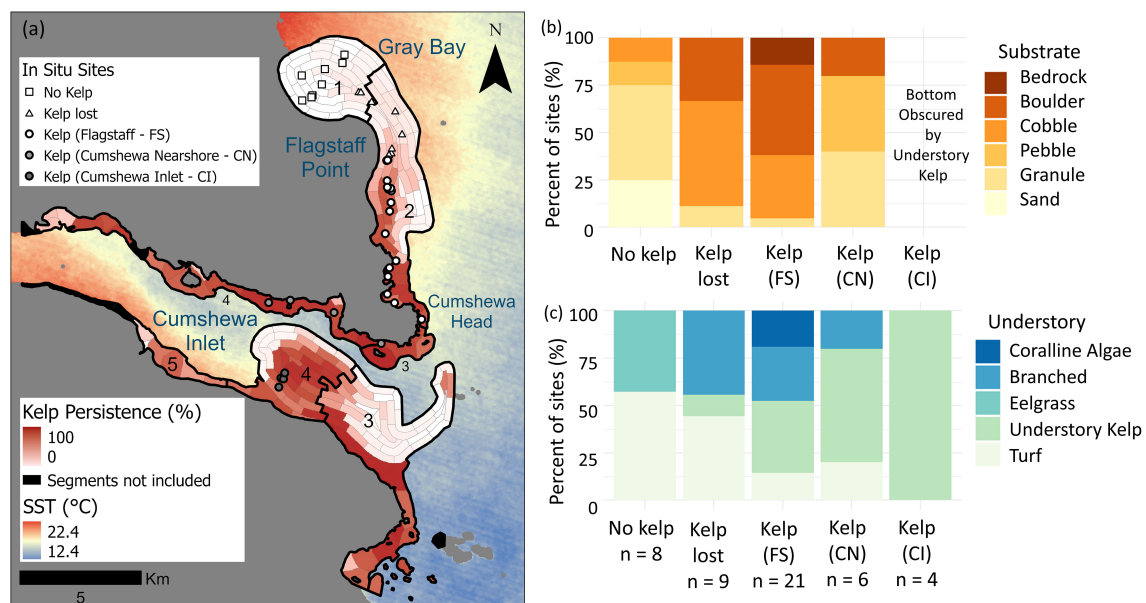 (a)
N
Gray Bay
In Situ Sites
No Kelp
Kelp lost
Kelp (Flagstaff - FS)
Kelp (Cumshewa Nearshore - CN)
Kelp (Cumshewa Inlet - CI)
1
Flagstaff
Point
2
4
Cumshewa
Inlet
Cumshewa
Head
3
5
4
3
Kelp Persistence (%)
100
0
Segments not included
SST (°C)
22.4
12.4
Km
5
(b)
Percent of sites (%)
100
75
50
25
0
Bottom
Obscured
by
Understory
Kelp
No kelp
Kelp
lost
Kelp
(FS)
Kelp
(CN)
Kelp
(CI)
Substrate
Bedrock
Boulder
Cobble
Pebble
Granule
Sand
(c)
Percent of sites (%)
100
75
50
25
0
No kelp
n = 8
Kelp
lost
n = 9
Kelp
(FS)
n = 21
Kelp
(CN)
n = 6
Kelp
(CI)
n = 4
Understory
Coralline Algae
Branched
Eelgrass
Understory Kelp
Turf